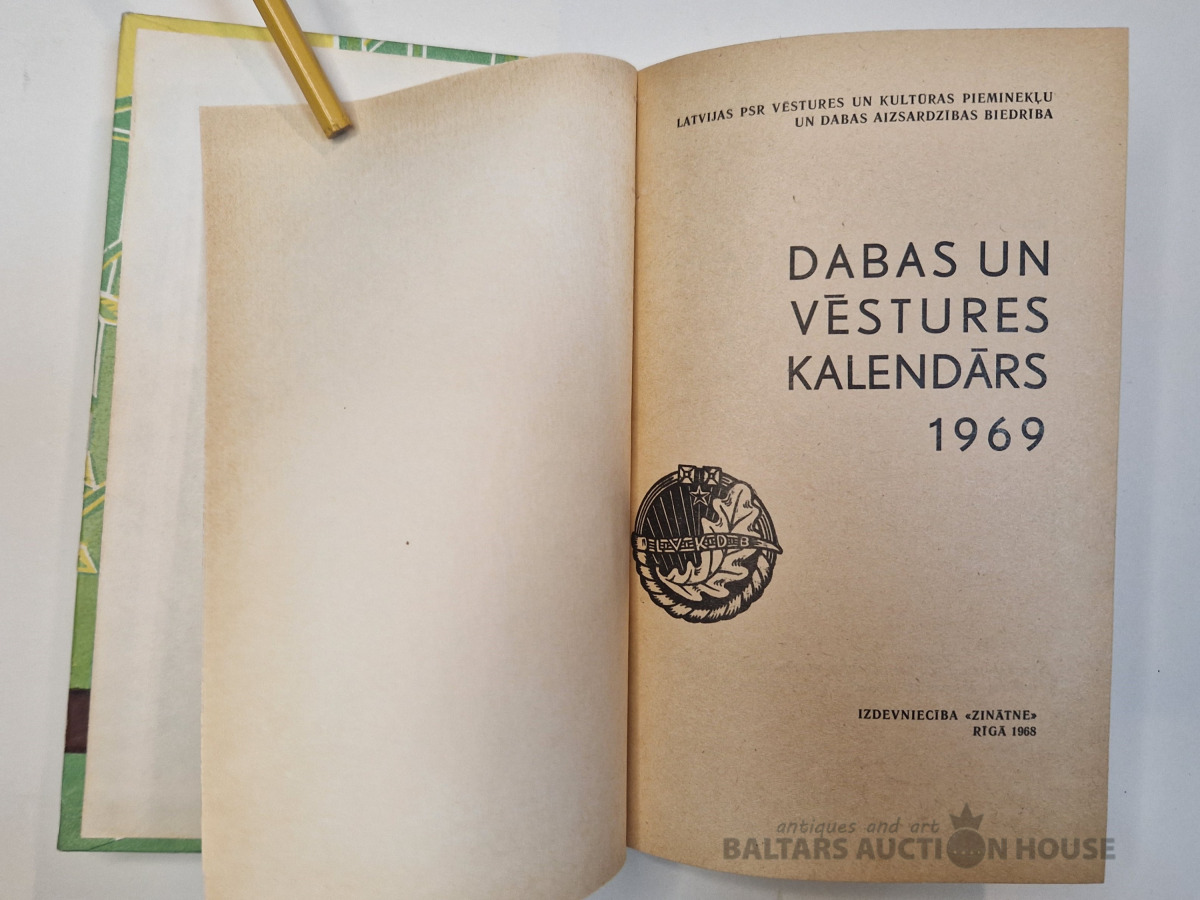 LATVIJAS PSR VĒSTURES UN KULTŪRAS PIEMINEKĻU
UN DABAS AIZSARDZĪBAS BIEDRĪBA
DABAS UN
VĒSTURES
KALENDĀRS
1969
LVKDB
IZDEVNIECĪBA «ZINĀTNE»
RĪGĀ 1968
antiques and art
BALTARS AUCTION HOUSE